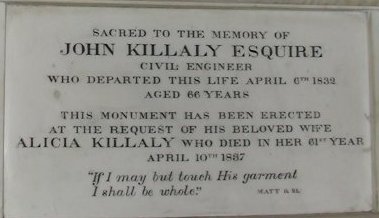 SACRED TO THE MEMORY OF
JOHN KILLALY ESQUIRE
CIVIL ENGINEER
WHO DEPARTED THIS LIFE APRIL 6TH 1832
AGED 66 YEARS
THIS MONUMENT HAS BEEN ERECTED
AT THE REQUEST OF HIS BELOVED WIFE
ALICIA KILLALY WHO DIED IN HER 61ST YEAR
APRIL 10TH 1837
"If I may but touch His garment
I shall be whole."
MATT